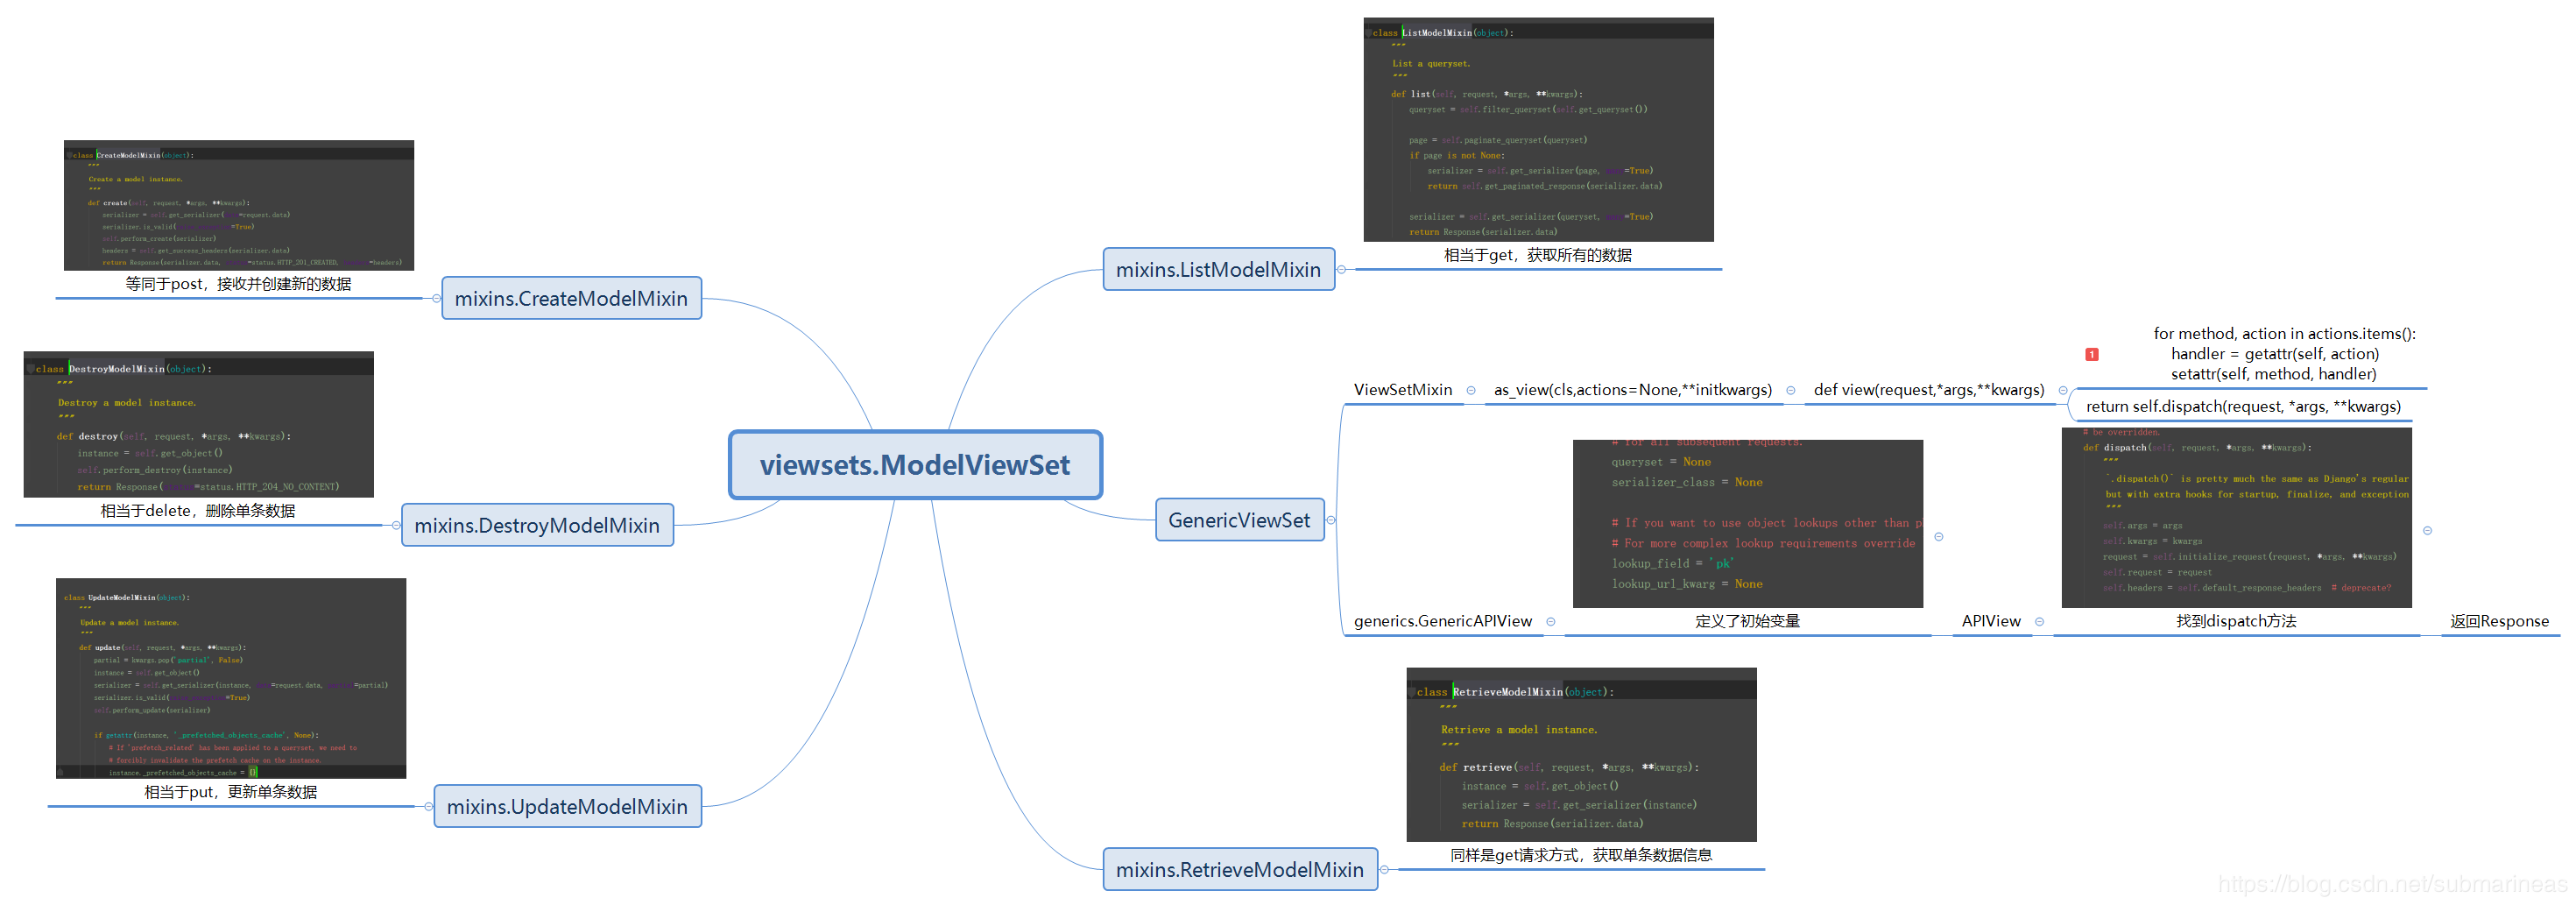 class ListModelMixin(object):
"""
List a queryset.
"""
def list(self, request, *args, **kwargs):
queryset = self.filter_queryset(self.get_queryset())
page = self.paginate_queryset(queryset)
if page is not None:
serializer = self.get_serializer(page, many=True)
return self.get_paginated_response(serializer.data)
serializer = self.get_serializer(queryset, many=True)
return Response(serializer.data)
相当于get，获取所有的数据
mixins.ListModelMixin
class CreateModelMixin(object):
"""
Create a model instance.
"""
def create(self, request, *args, **kwargs):
serializer = self.get_serializer(data=request.data)
serializer.is_valid(raise_exception=True)
self.perform_create(serializer)
headers = self.get_success_headers(serializer.data)
return Response(serializer.data, status=status.HTTP_201_CREATED, headers=headers)
等同于post，接收并创建新的数据
mixins.CreateModelMixin
class DestroyModelMixin(object):
"""
Destroy a model instance.
"""
def destroy(self, request, *args, **kwargs):
instance = self.get_object()
self.perform_destroy(instance)
return Response(status=status.HTTP_204_NO_CONTENT)
相当于delete，删除单条数据
mixins.DestroyModelMixin
viewsets.ModelViewSet
class UpdateModelMixin(object):
"""
Update a model instance.
"""
def update(self, request, *args, **kwargs):
partial = kwargs.pop('partial', False)
instance = self.get_object()
serializer = self.get_serializer(instance, data=request.data, partial=partial)
serializer.is_valid(raise_exception=True)
self.perform_update(serializer)
if getattr(instance, '_prefetched_objects_cache', None):
# If 'prefetch_related' has been applied to a queryset, we need to
# forcibly invalidate the prefetch cache on the instance.
instance._prefetched_objects_cache = {}
相当于put，更新单条数据
mixins.UpdateModelMixin
GenericViewSet
ViewSetMixin
as_view(cls,actions=None,**initkwargs)
def view(request,*args,**kwargs)
1
for method, action in actions.items():
handler = getattr(self, action)
setattr(self, method, handler)
return self.dispatch(request, *args, **kwargs)
generics.GenericAPIView
# for all subsequent requests.
queryset = None
serializer_class = None
# If you want to use object lookups other than p
# For more complex lookup requirements override
lookup_field = 'pk'
lookup_url_kwarg = None
定义了初始变量
APIView
# be overridden.
def dispatch(self, request, *args, **kwargs):
"""
`.dispatch()` is pretty much the same as Django's regular
but with extra hooks for startup, finalize, and exception
"""
self.args = args
self.kwargs = kwargs
request = self.initialize_request(request, *args, **kwargs)
self.request = request
self.headers = self.default_response_headers # deprecate?
找到dispatch方法
返回Response
class RetrieveModelMixin(object):
"""
Retrieve a model instance.
"""
def retrieve(self, request, *args, **kwargs):
instance = self.get_object()
serializer = self.get_serializer(instance)
return Response(serializer.data)
同样是get请求方式，获取单条数据信息
mixins.RetrieveModelMixin
https://blog.csdn.net/submarineas